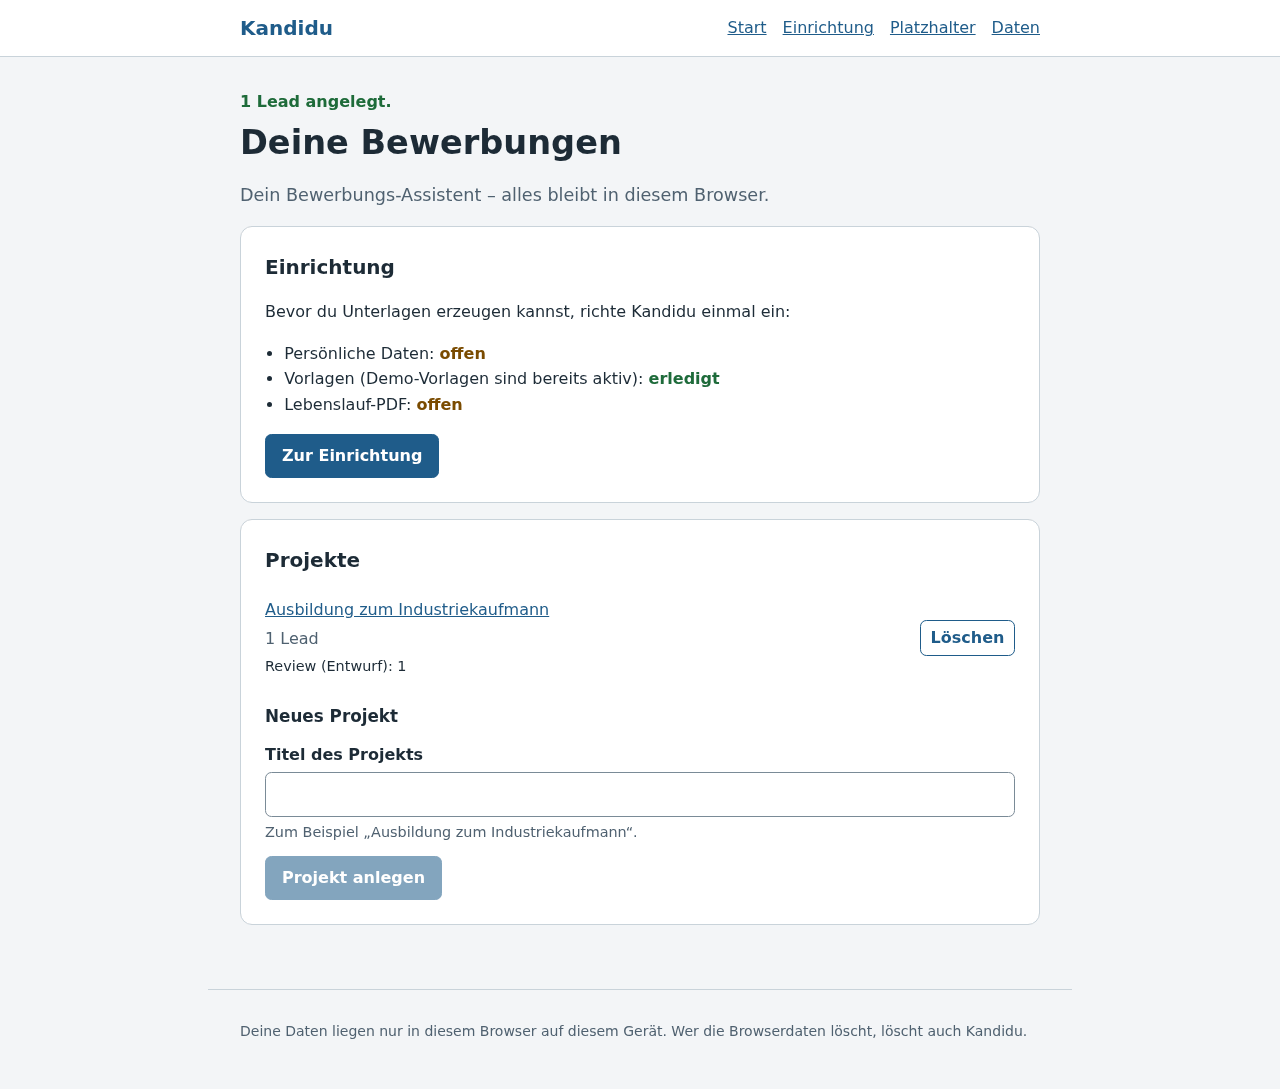 Kandidu
Start Einrichtung Platzhalter Daten
1 Lead angelegt.
Deine Bewerbungen
Dein Bewerbungs-Assistent – alles bleibt in diesem Browser.
Einrichtung
Bevor du Unterlagen erzeugen kannst, richte Kandidu einmal ein:
• Persönliche Daten: offen
• Vorlagen (Demo-Vorlagen sind bereits aktiv): erledigt
• Lebenslauf-PDF: offen
Zur Einrichtung
Projekte
Ausbildung zum Industriekaufmann
1 Lead
Löschen
Review (Entwurf): 1
Neues Projekt
Titel des Projekts
Zum Beispiel „Ausbildung zum Industriekaufmann“.
Projekt anlegen
Deine Daten liegen nur in diesem Browser auf diesem Gerät. Wer die Browserdaten löscht, löscht auch Kandidu.